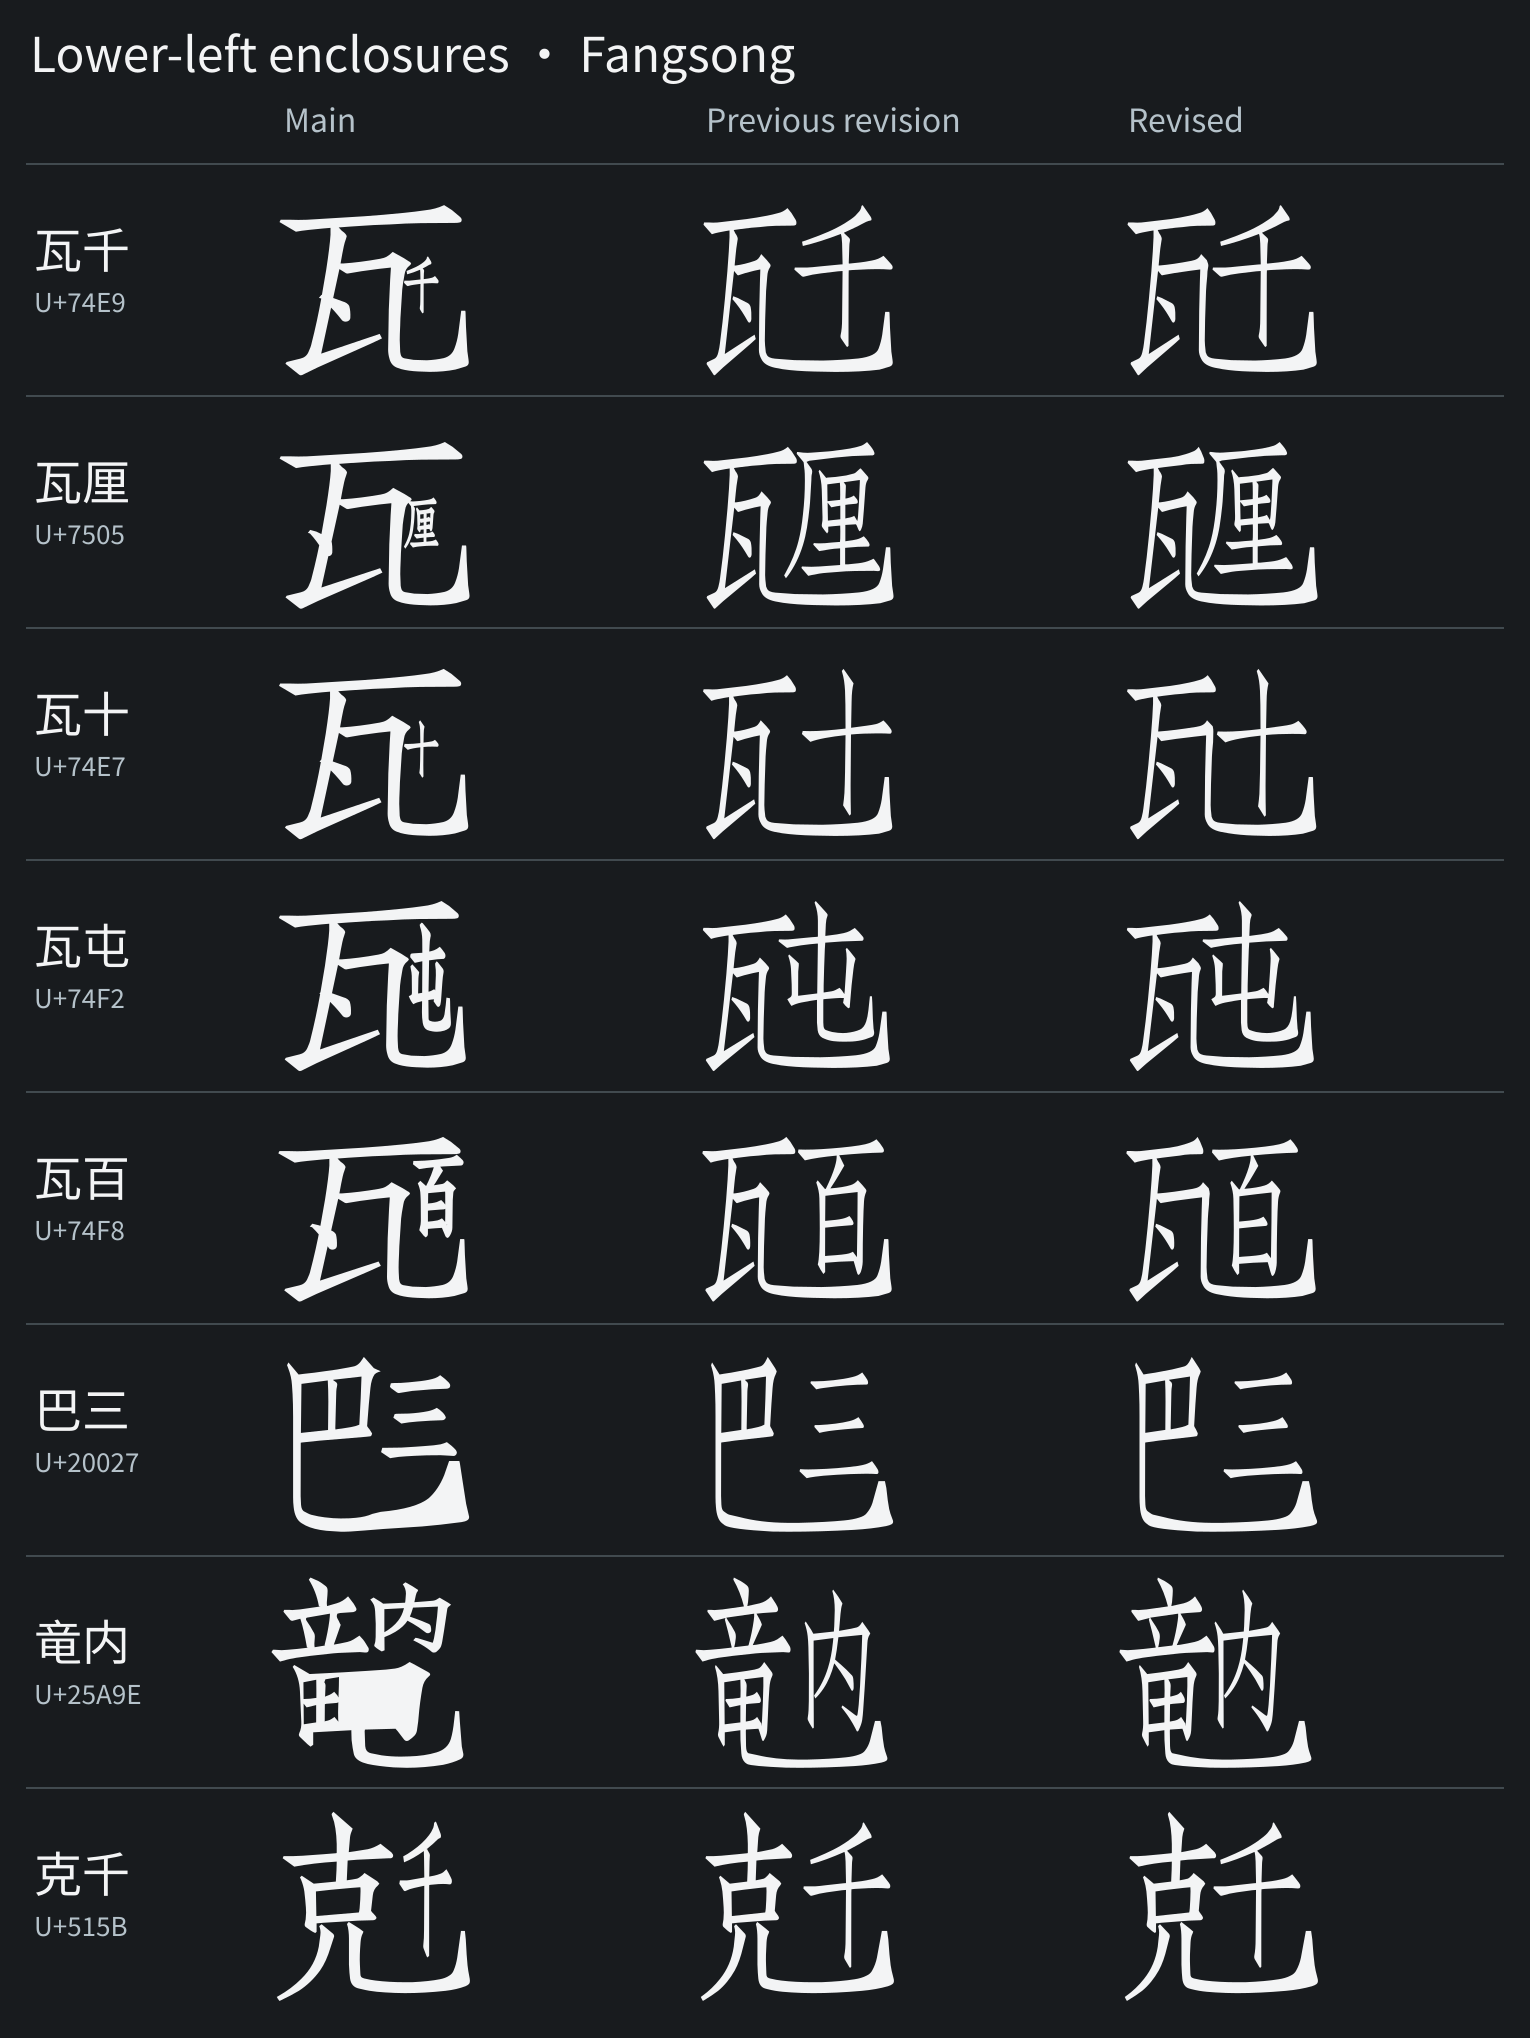 Lower-left enclosures · Fangsong
Main Previous revision Revised
瓦千 瓩 瓩 瓩
U+74E9
瓦厘 甅 甅 甅
U+7505
瓦十 瓧 瓧 瓧
U+74E7
瓦屯 瓲 瓲 瓲
U+74F2
瓦百 瓸 瓸 瓸
U+74F8
巴三 𠀧 𠀧 𠀧
U+20027
竜内 𥪞 𥪞 𥪞
U+25A9E
克千 兛 兛 兛
U+515B